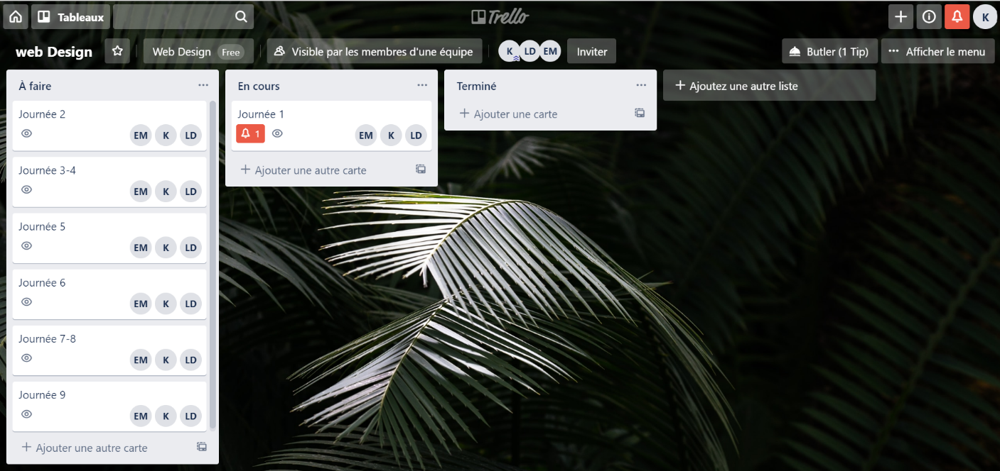 Tableaux
Trello
K
web Design
Web Design Free
Visible par les membres d'une équipe
K LD EM
Inviter
Butler (1 Tip)
Afficher le menu
À faire
Journée 2
EM K LD
Journée 3-4
EM K LD
Journée 5
EM K LD
Journée 6
EM K LD
Journée 7-8
EM K LD
Journée 9
EM K LD
Ajouter une autre carte
En cours
Journée 1
1
EM K LD
Ajouter une autre carte
Terminé
Ajouter une carte
Ajoutez une autre liste